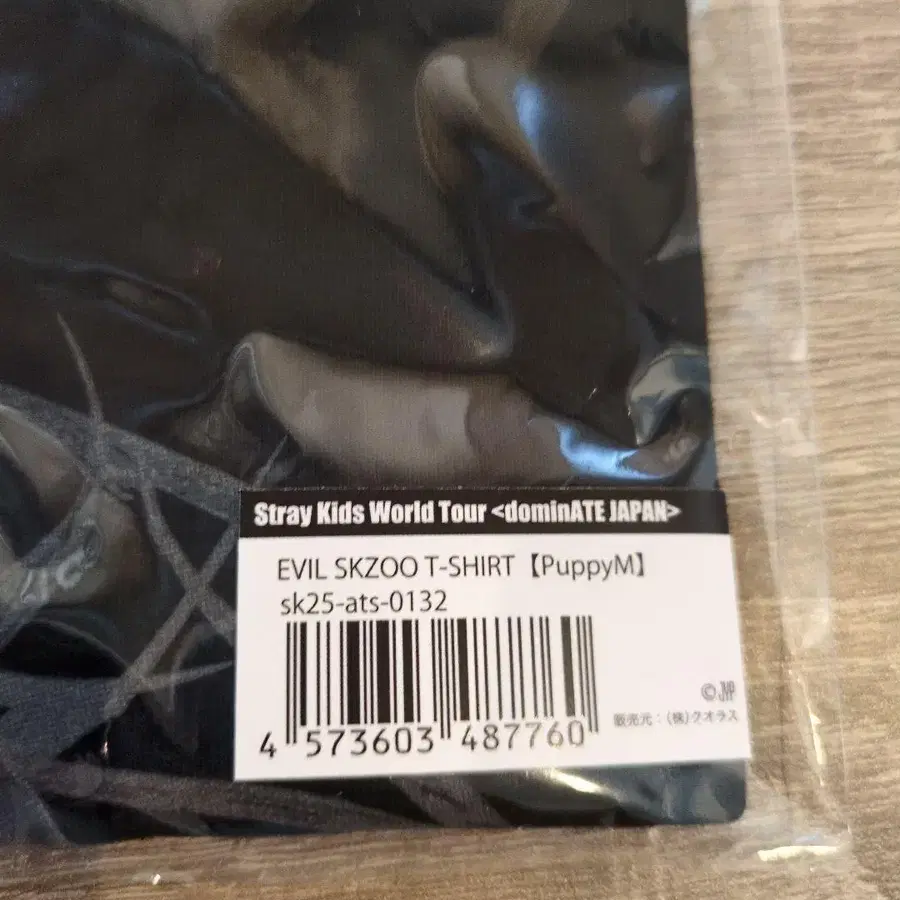 Stray Kids World Tour <dominATE JAPAN>
EVIL SKZOO T-SHIRT【PuppyM】
sk25-ats-0132
4 573603 487760
©JYP
販売元：（株）クオラス